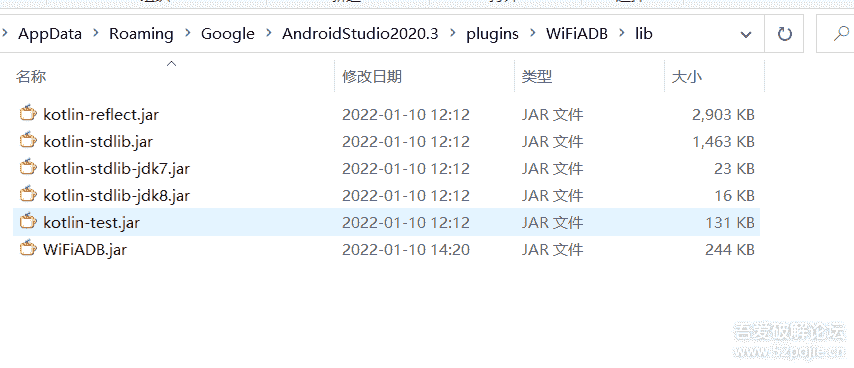 AppData > Roaming > Google > AndroidStudio2020.3 > plugins > WiFiADB > lib
名称 修改日期 类型 大小
kotlin-reflect.jar 2022-01-10 12:12 JAR 文件 2,903 KB
kotlin-stdlib.jar 2022-01-10 12:12 JAR 文件 1,463 KB
kotlin-stdlib-jdk7.jar 2022-01-10 12:12 JAR 文件 23 KB
kotlin-stdlib-jdk8.jar 2022-01-10 12:12 JAR 文件 16 KB
kotlin-test.jar 2022-01-10 12:12 JAR 文件 131 KB
WiFiADB.jar 2022-01-10 14:20 JAR 文件 244 KB
吾爱破解论坛
www.52pojie.cn